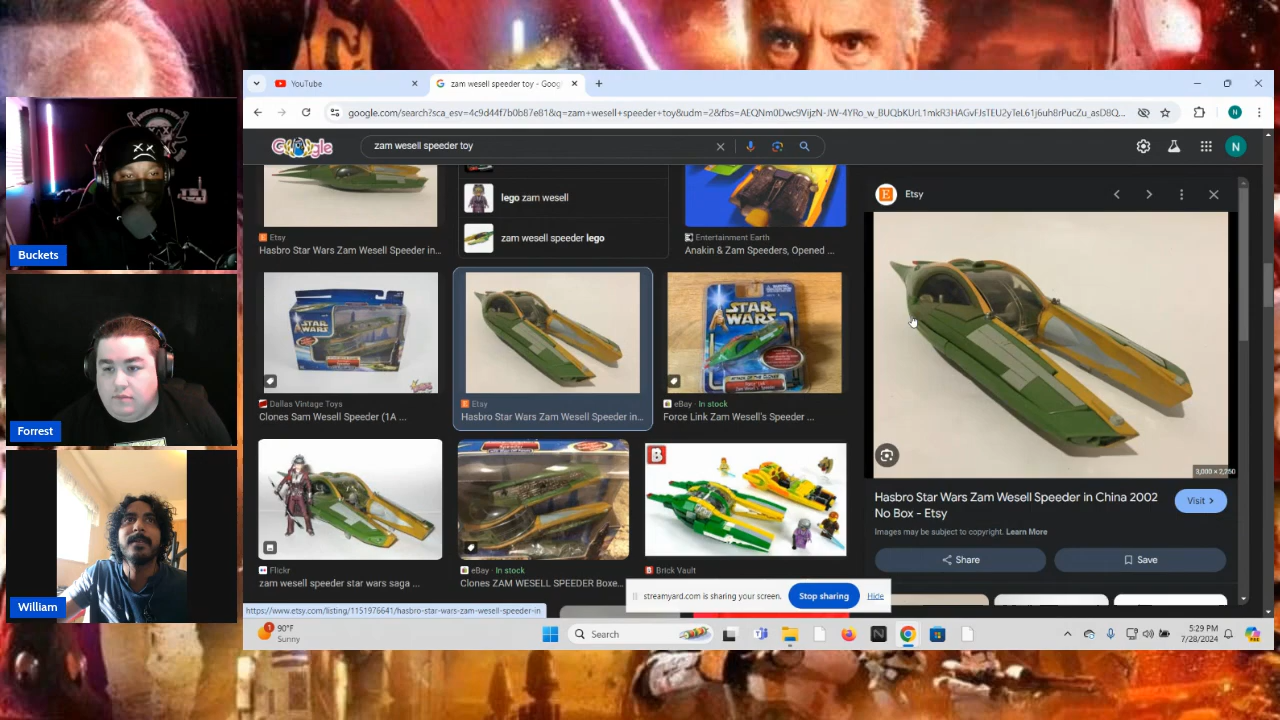 YouTube
zam wesell speeder toy - Goog
google.com/search?sca_esv=4c9d44f7b0b87e81&q=zam+wesell+speeder+toy&udm=2&fbs=
Google
zam wesell speeder toy
N
lego zam wesell
zam wesell speeder lego
Etsy
Hasbro Star Wars Zam Wesell Speeder in...
Entertainment Earth
Anakin & Zam Speeders, Opened ...
Etsy
STAR WARS
STAR WARS
Dallas Vintage Toys
Clones Sam Wesell Speeder (1A ...
Etsy
Hasbro Star Wars Zam Wesell Speeder in...
eBay · In stock
Force Link Zam Wesell's Speeder ...
3,000 × 2,250
Hasbro Star Wars Zam Wesell Speeder in China 2002
No Box - Etsy
Visit
Images may be subject to copyright. Learn More
Share
Save
B
Flickr
zam wesell speeder star wars saga ...
eBay · In stock
Clones ZAM WESELL SPEEDER Boxe...
Brick Vault
https://www.etsy.com/listing/1151976641/hasbro-star-wars-zam-wesell-speeder-in
streamyard.com is sharing your screen.
Stop sharing
Hide
90°F
Sunny
Search
5:29 PM
7/28/2024
Buckets
Forrest
William